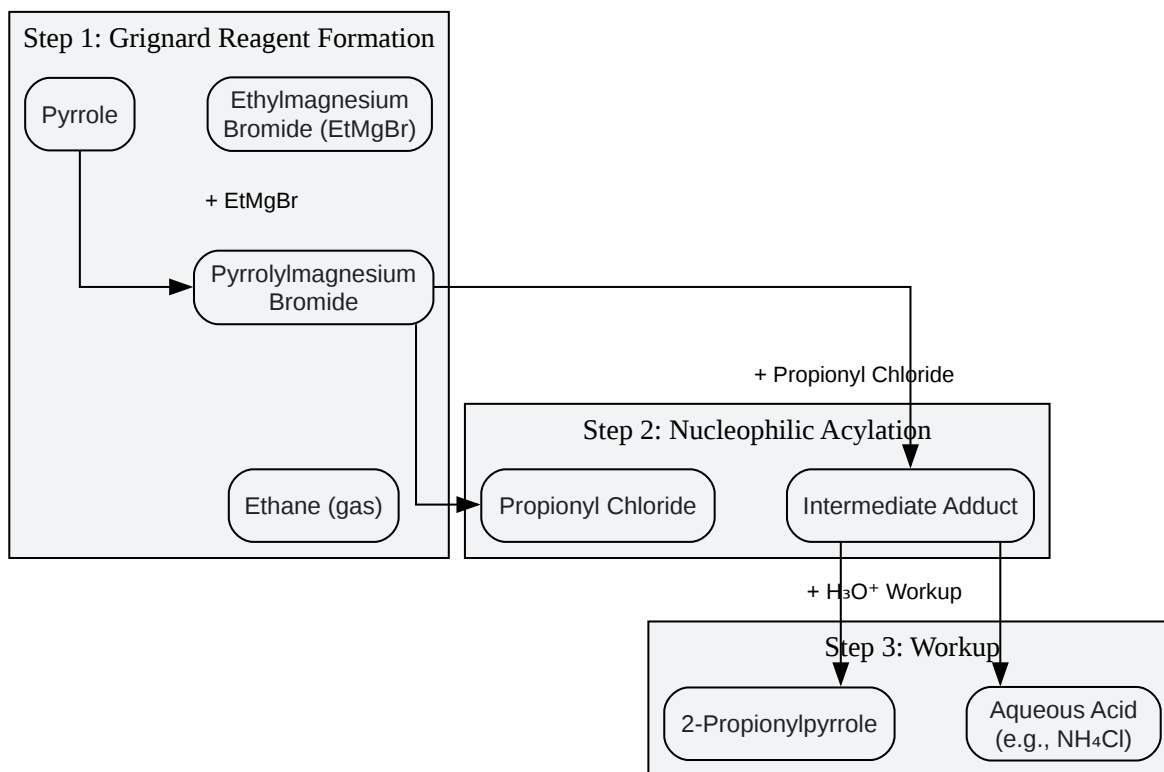 Step 1: Grignard Reagent Formation
Pyrrole
Ethylmagnesium
Bromide (EtMgBr)
+ EtMgBr
Pyrrolylmagnesium
Bromide
+ Propionyl Chloride
Step 2: Nucleophilic Acylation
Ethane (gas)
Propionyl Chloride
Intermediate Adduct
+ H₃O⁺ Workup
Step 3: Workup
2-Propionylpyrrole
Aqueous Acid
(e.g., NH₄Cl)